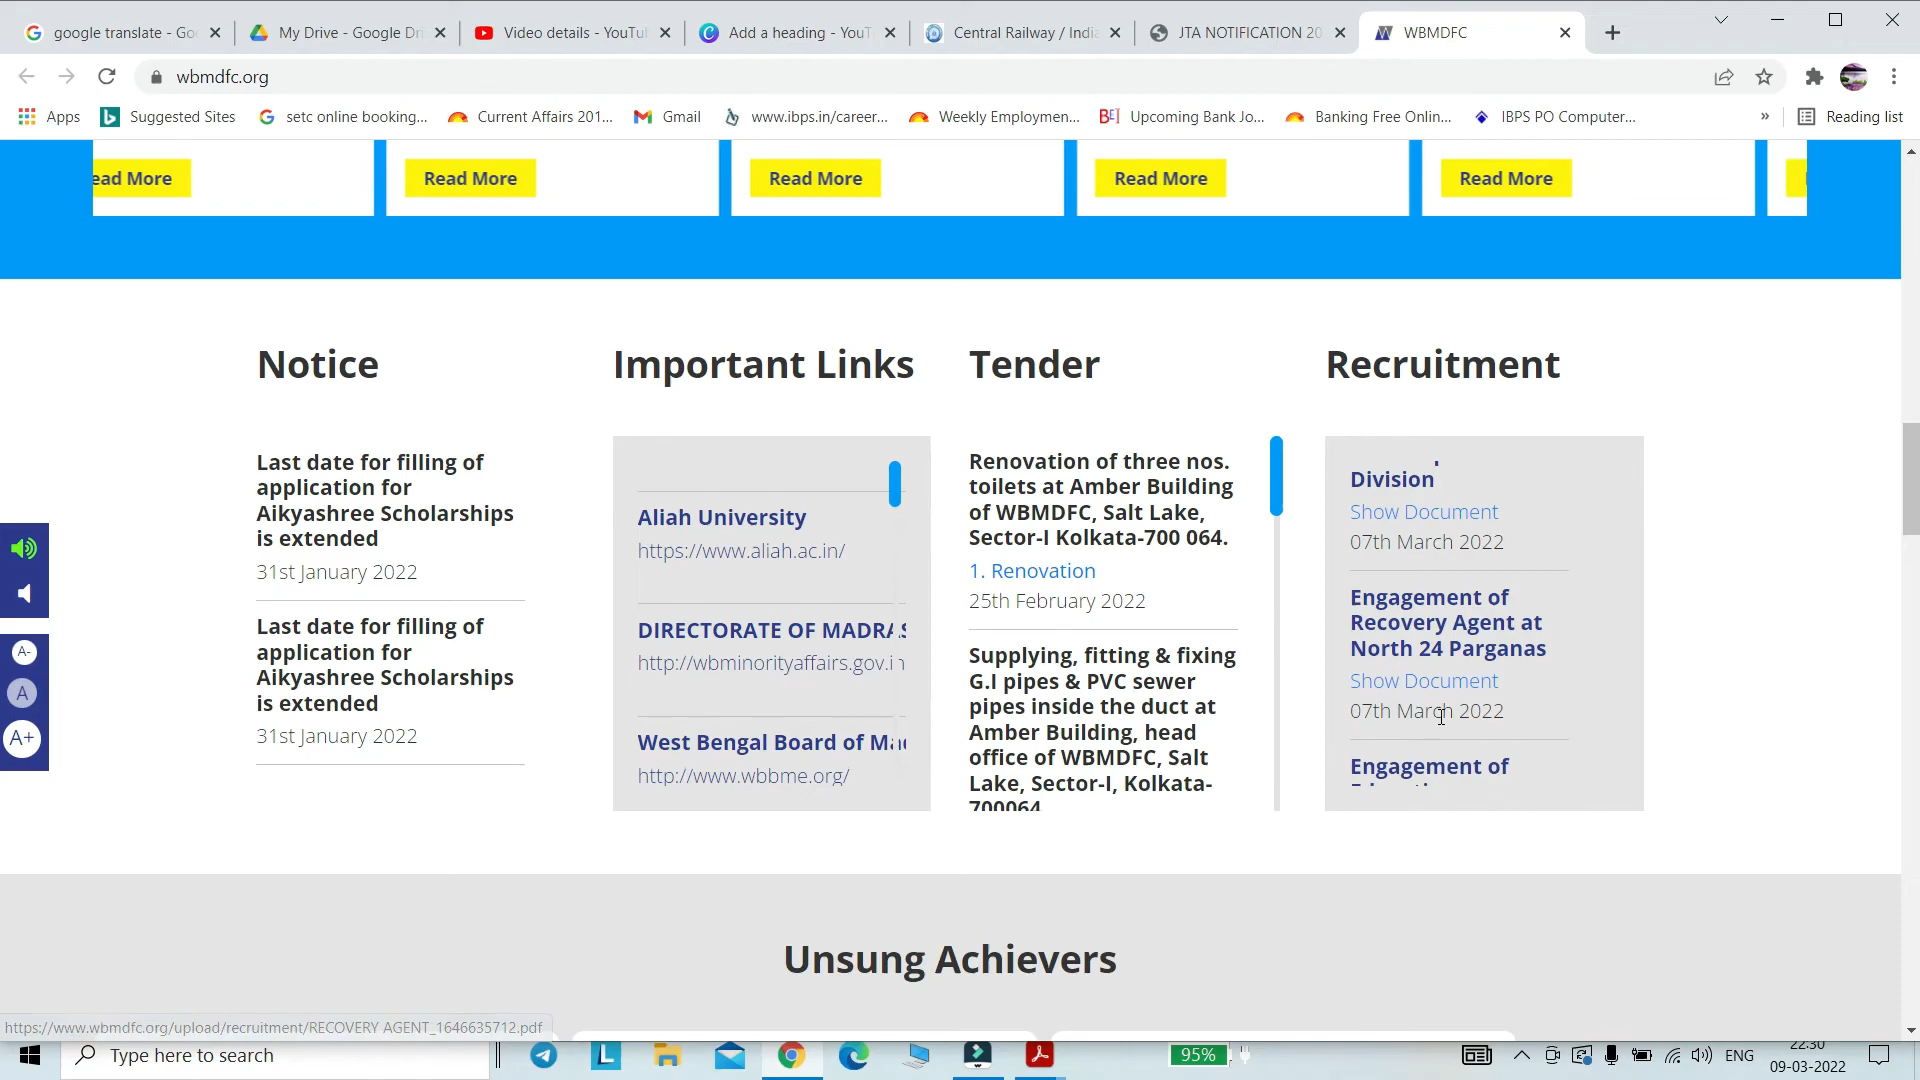 google translate - Go
My Drive - Google Dr
Video details - YouTu
Add a heading - YouT
Central Railway / India
JTA NOTIFICATION 20
WBMDFC
wbmdfc.org
Apps
Suggested Sites
setc online booking...
Current Affairs 201...
Gmail
www.ibps.in/career...
Weekly Employmen...
BEI
Upcoming Bank Jo...
Banking Free Onlin...
IBPS PO Computer...
»
Reading list
ead More
Read More
Read More
Read More
Read More
Notice
Last date for filling of
application for
Aikyashree Scholarships
is extended
31st January 2022
Last date for filling of
application for
Aikyashree Scholarships
is extended
31st January 2022
Important Links
Aliah University
https://www.aliah.ac.in/
DIRECTORATE OF MADRAS
http://wbminorityaffairs.gov.in
West Bengal Board of Mad
http://www.wbbme.org/
Tender
Renovation of three nos.
toilets at Amber Building
of WBMDFC, Salt Lake,
Sector-I Kolkata-700 064.
1. Renovation
25th February 2022
Supplying, fitting & fixing
G.I pipes & PVC sewer
pipes inside the duct at
Amber Building, head
office of WBMDFC, Salt
Lake, Sector-I, Kolkata-
700064
Recruitment
Division
Show Document
07th March 2022
Engagement of
Recovery Agent at
North 24 Parganas
Show Document
07th March 2022
Engagement of
A-
A
A+
Unsung Achievers
https://www.wbmdfc.org/upload/recruitment/RECOVERY AGENT_1646635712.pdf
Type here to search
L
95%
ENG
22:30
09-03-2022